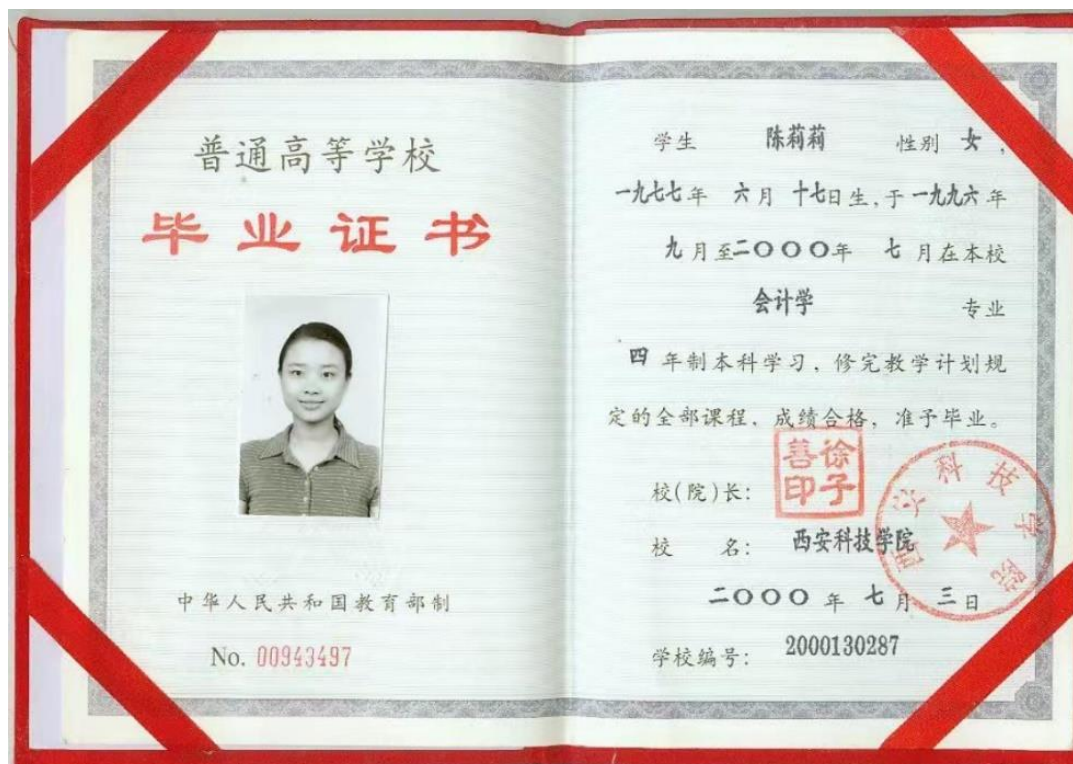 普通高等学校
毕业证书
中华人民共和国教育部制
No. 00943497
学生 陈莉莉 性别 女,
一九七七年 六月 十七日生,于一九九六年
九月至二〇〇〇年 七月在本校
会计学 专业
四年制本科学习,修完教学计划规
定的全部课程,成绩合格,准予毕业。
徐子善印
校(院)长:
校 名: 西安科技学院
西安科技学院
二〇〇〇年 七月 三日
学校编号: 2000130287